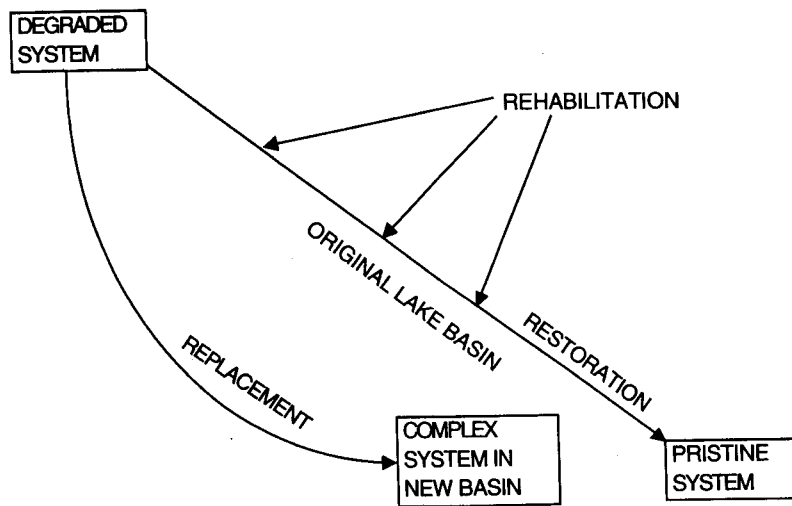 DEGRADED
SYSTEM
REHABILITATION
ORIGINAL LAKE BASIN
RESTORATION
REPLACEMENT
COMPLEX
SYSTEM IN
NEW BASIN
PRISTINE
SYSTEM